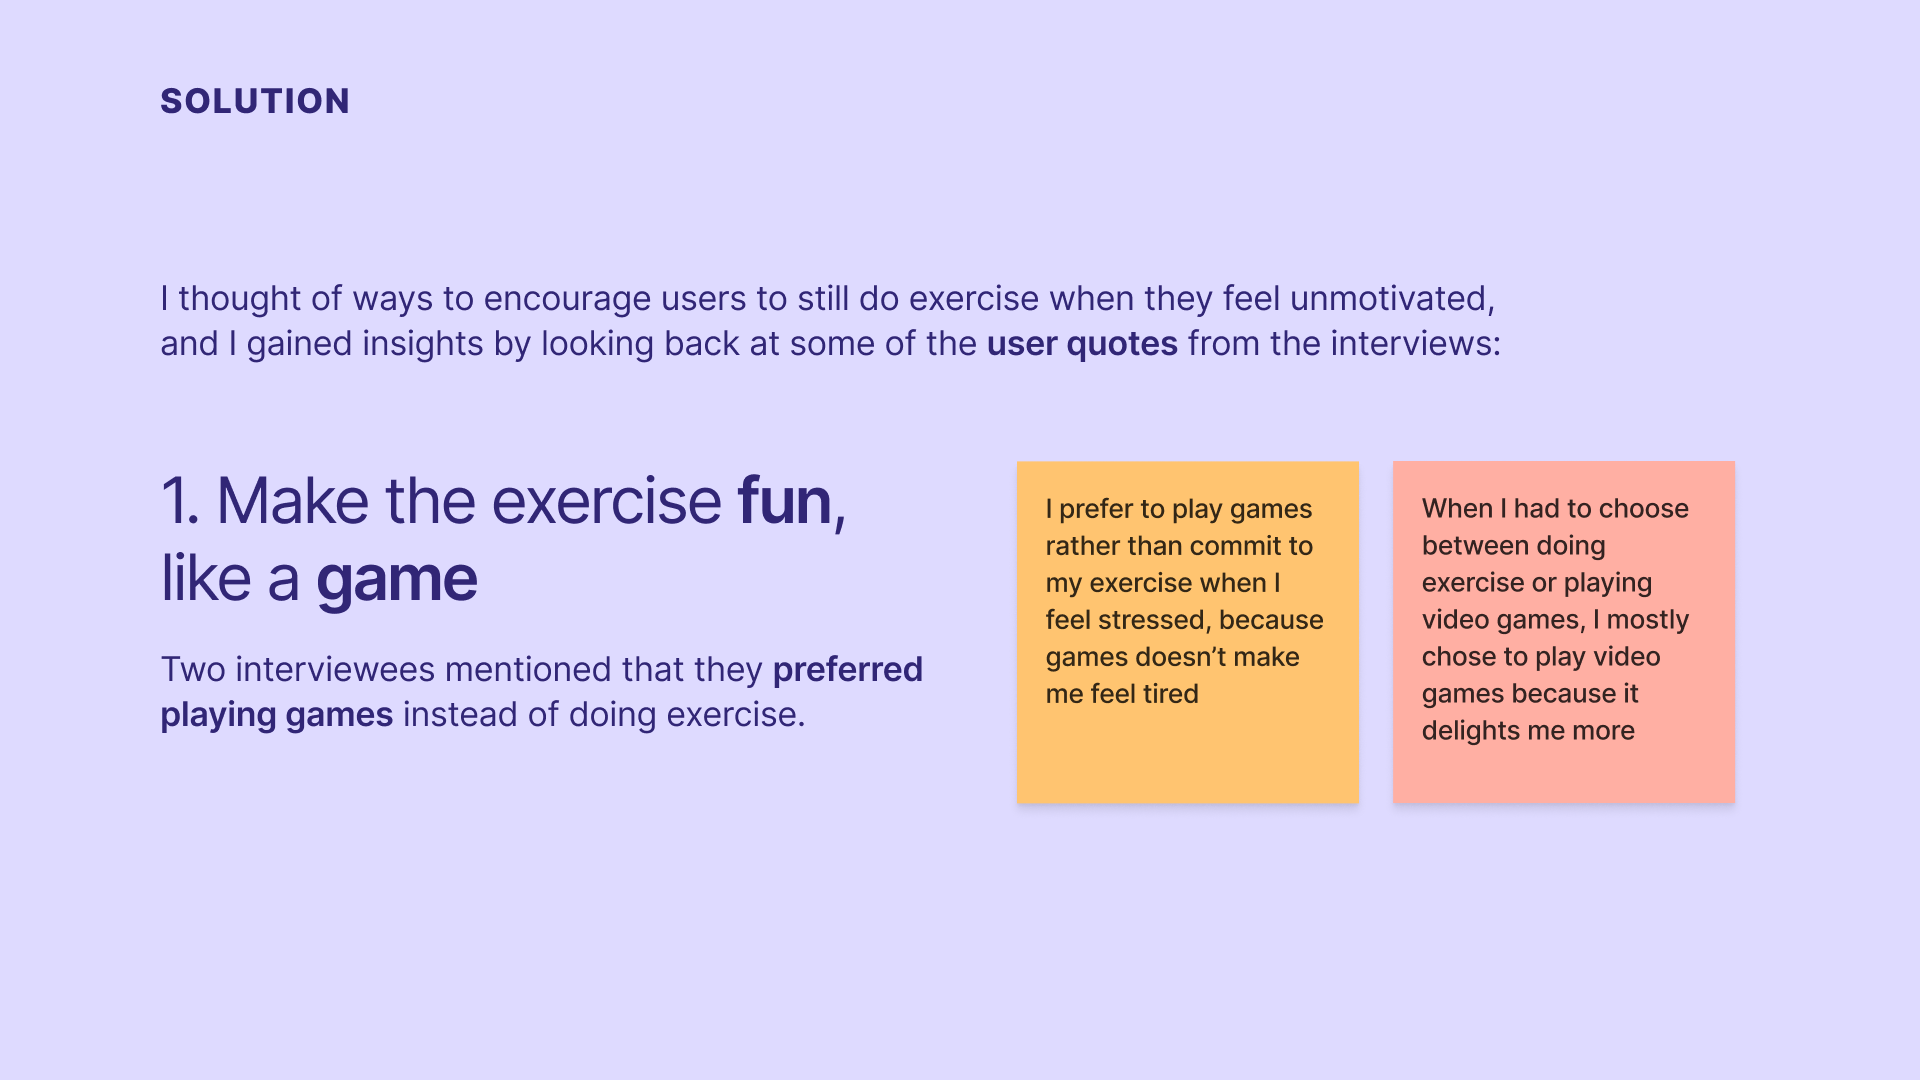 SOLUTION
I thought of ways to encourage users to still do exercise when they feel unmotivated,
and I gained insights by looking back at some of the user quotes from the interviews:
1. Make the exercise fun,
like a game
Two interviewees mentioned that they preferred
playing games instead of doing exercise.
I prefer to play games
rather than commit to
my exercise when I
feel stressed, because
games doesn’t make
me feel tired
When I had to choose
between doing
exercise or playing
video games, I mostly
chose to play video
games because it
delights me more